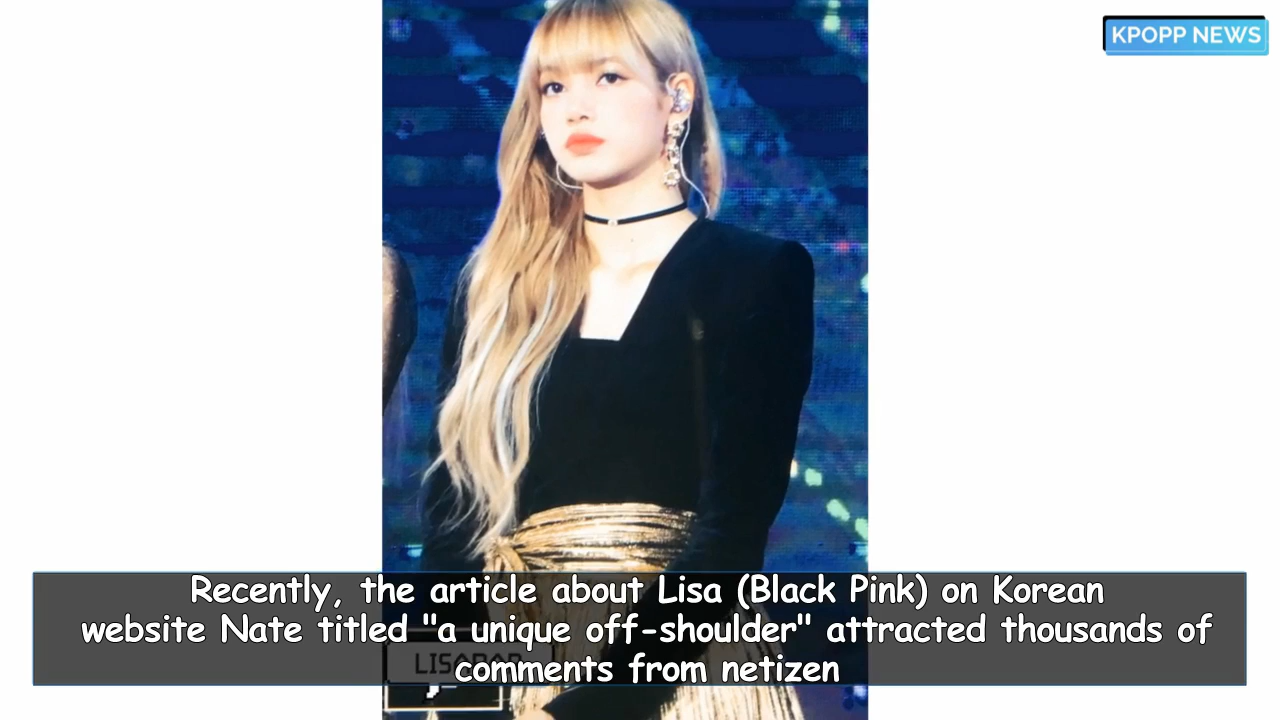 KPOPP NEWS
Recently, the article about Lisa (Black Pink) on Korean
website Nate titled "a unique off-shoulder" attracted thousands of
comments from netizen